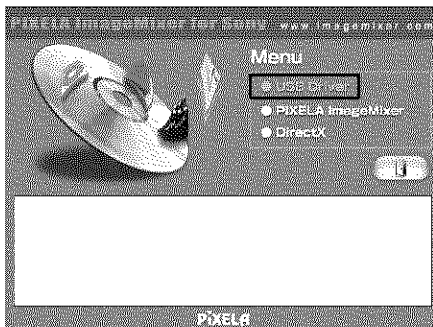 PIXELA ImageMixer for Sony www.imagemixer.com
Menu
USB Driver
PIXELA ImageMixer
DirectX
PIXELA